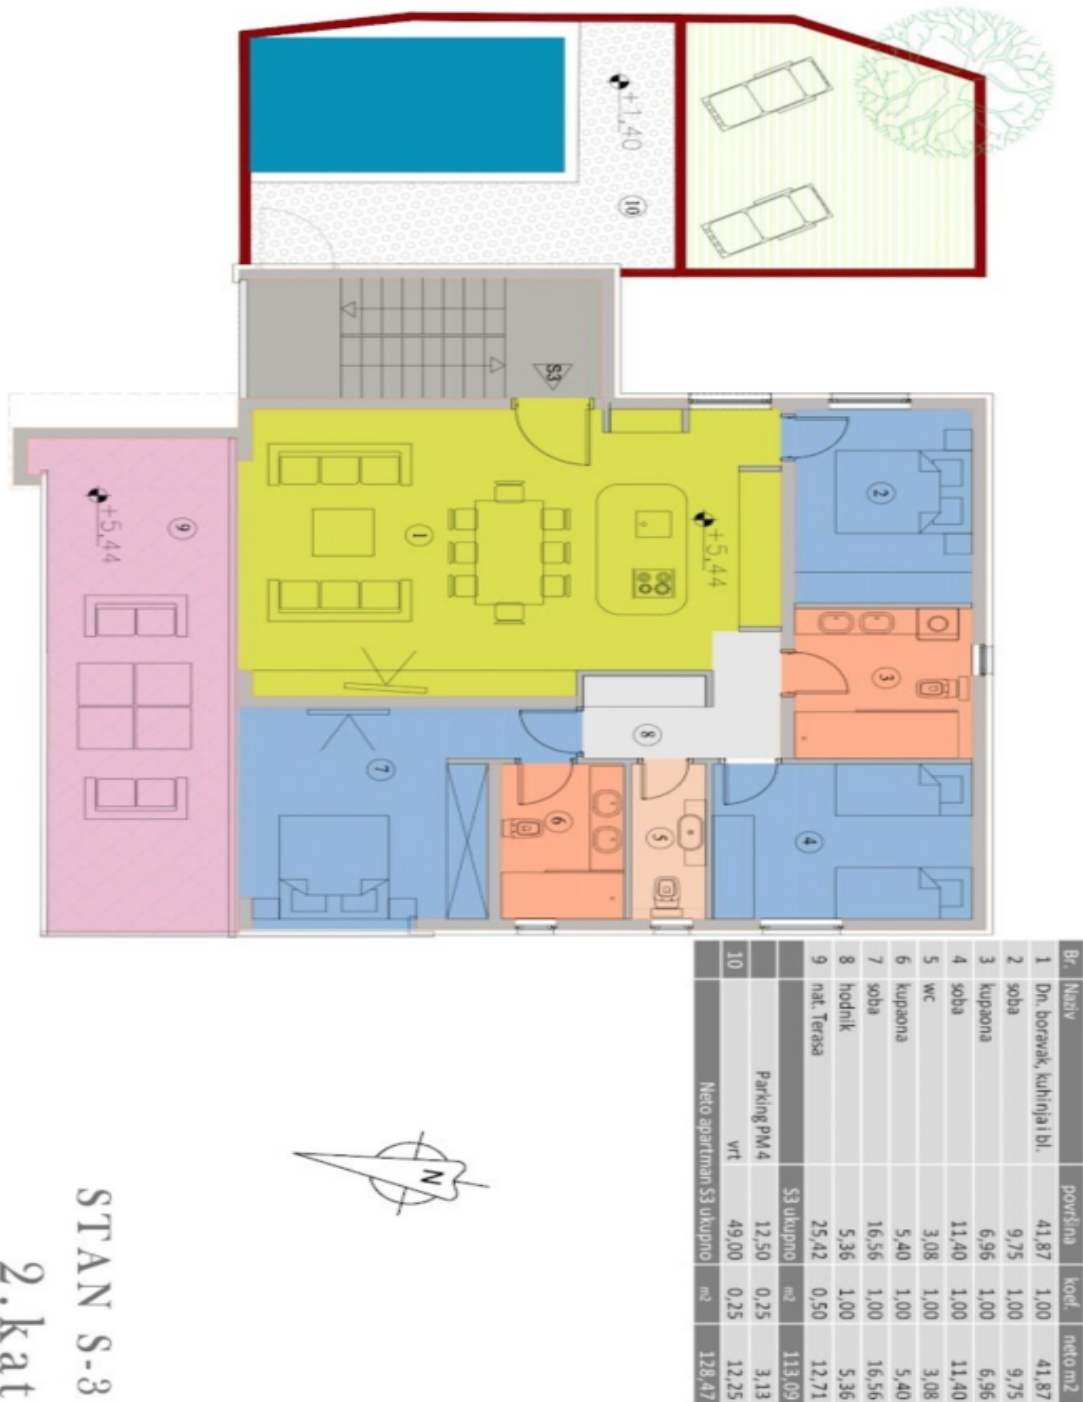 Br. Naziv površina koef. neto m2
1 Dn. boravak, kuhinja i bl. 41,87 1,00 41,87
2 soba 9,75 1,00 9,75
3 kupaona 6,96 1,00 6,96
4 soba 11,40 1,00 11,40
5 wc 3,08 1,00 3,08
6 kupaona 5,40 1,00 5,40
7 soba 16,56 1,00 16,56
8 hodnik 5,36 1,00 5,36
9 nat. Terasa 25,42 0,50 12,71
S3 ukupno m2 113,09
Parking PM4 12,50 0,25 3,13
10 vrt 49,00 0,25 12,25
Neto apartman S3 ukupno m2 128,47
+1,40
10
S3
2
1
+5,44
3
9
+5,44
8
7
4
6
5
N
STAN S-3
2.kat